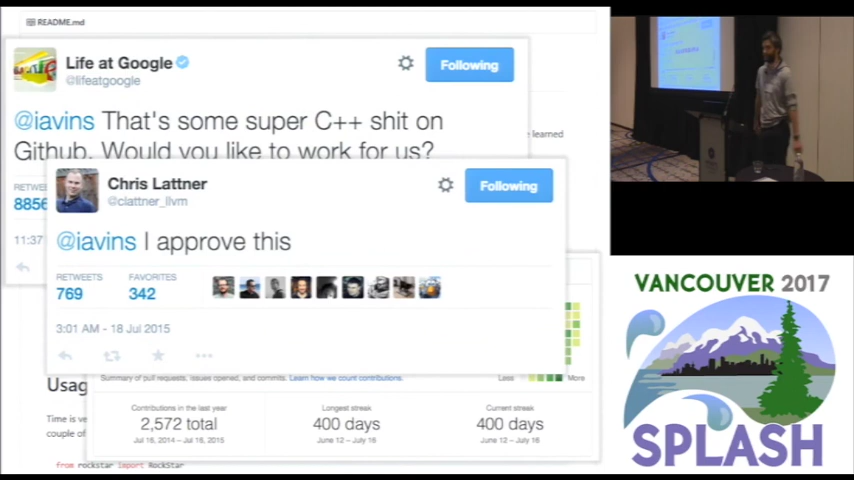 README.md
Life at Google
@lifeatgoogle
Following
@iavins That's some super C++ shit on
Github. Would you like to work for us?
learned
RETWE
8856
11:37
Chris Lattner
@clattner_llvm
Following
@iavins I approve this
RETWEETS
769
FAVORITES
342
3:01 AM - 18 Jul 2015
Summary of pull requests, issues opened, and commits. Learn how we count contributions.
Less
More
Usag
Time is ve
couple of
from rockstar import RockStar
Contributions in the last year
2,572 total
Jul 16, 2014 – Jul 16, 2015
Longest streak
400 days
June 12 – July 16
Current streak
400 days
June 12 – July 16
VANCOUVER 2017
SPLASH